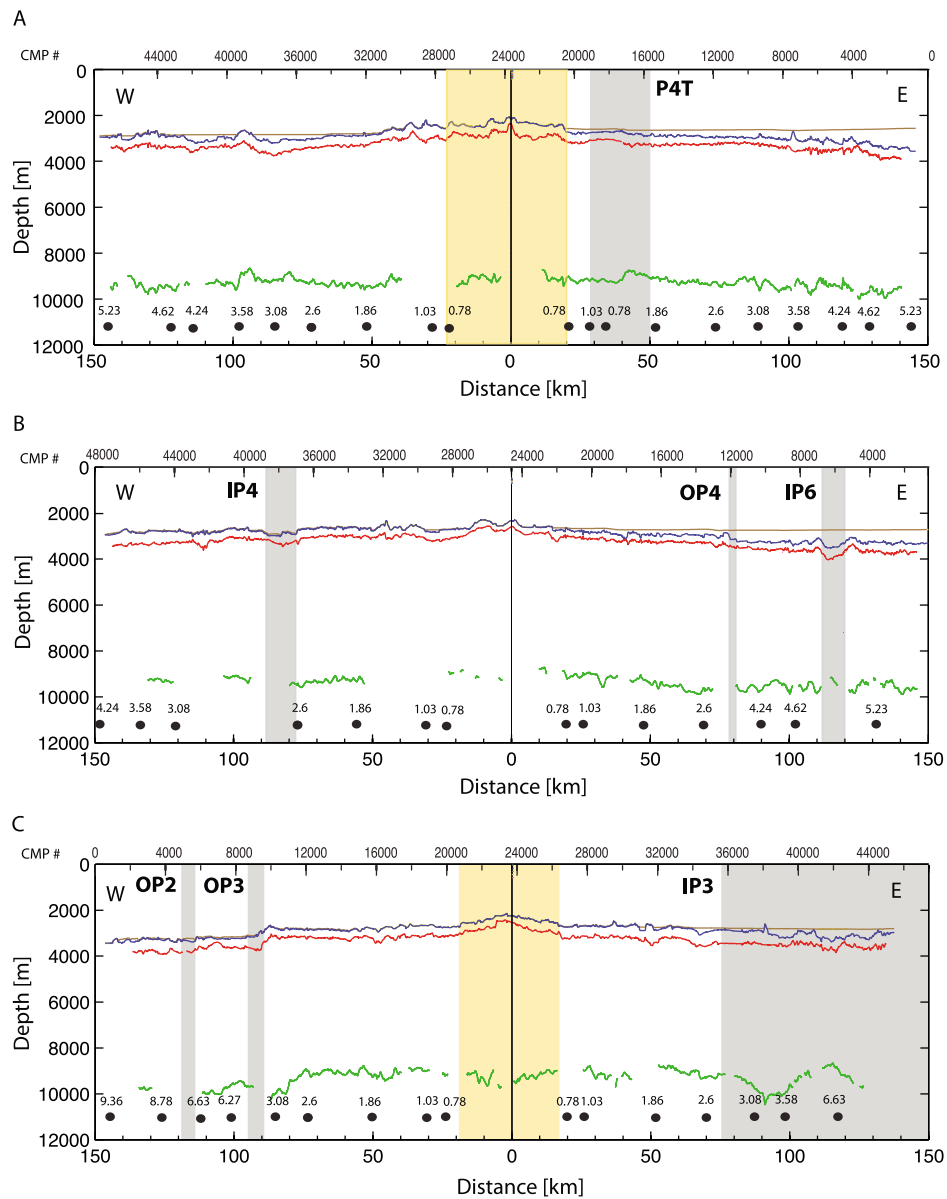 A
CMP #
44000 40000 36000 32000 28000 24000 20000 16000 12000 8000 4000 0
0
W
P4T
E
2000
4000
6000
8000
10000
12000
Depth [m]
5.23 4.62 4.24 3.58 3.08 2.6 1.86 1.03 0.78 0.78 1.03 0.78 1.86 2.6 3.08 3.58 4.24 4.62 5.23
150 100 50 0 50 100 150
Distance [km]
B
CMP #
48000 44000 40000 36000 32000 28000 24000 20000 16000 12000 8000 4000
0
W
IP4
OP4
IP6
E
2000
4000
6000
8000
10000
12000
Depth [m]
4.24 3.58 3.08 2.6 1.86 1.03 0.78 0.78 1.03 1.86 2.6 4.24 4.62 5.23
150 100 50 0 50 100 150
Distance [km]
C
CMP #
0 4000 8000 12000 16000 20000 24000 28000 32000 36000 40000 44000
0
W
OP2
OP3
IP3
E
2000
4000
6000
8000
10000
12000
Depth [m]
9.36 8.78 6.63 6.27 3.08 2.6 1.86 1.03 0.78 0.78 1.03 1.86 2.6 3.08 3.58 6.63
150 100 50 0 50 100 150
Distance [km]